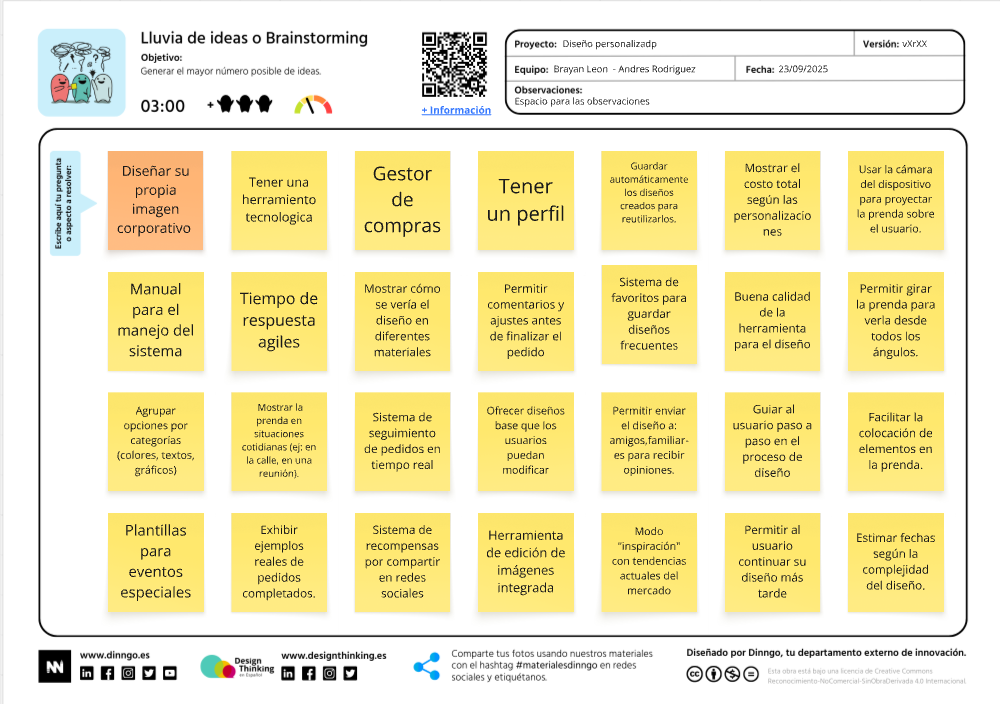 Lluvia de ideas o Brainstorming
Objetivo:
Generar el mayor número posible de ideas.
03:00
+
+ Información
Proyecto: Diseño personalizadp
Versión: vXrXX
Equipo: Brayan Leon - Andres Rodriguez
Fecha: 23/09/2025
Observaciones:
Espacio para las observaciones
Escribe aquí tu pregunta
o aspecto a resolver:
Diseñar su
propia
imagen
corporativo
Tener una
herramiento
tecnologica
Gestor
de
compras
Tener
un perfil
Guardar
automáticamente
los diseños
creados para
reutilizarlos.
Mostrar el
costo total
según las
personalizacio
nes
Usar la cámara
del dispositivo
para proyectar
la prenda sobre
el usuario.
Manual
para el
manejo del
sistema
Tiempo de
respuesta
agiles
Mostrar cómo
se vería el
diseño en
diferentes
materiales
Permitir
comentarios y
ajustes antes
de finalizar el
pedido
Sistema de
favoritos para
guardar
diseños
frecuentes
Buena calidad
de la
herramienta
para el diseño
Permitir girar
la prenda para
verla desde
todos los
ángulos.
Agrupar
opciones por
categorías
(colores, textos,
gráficos)
Mostrar la
prenda en
situaciones
cotidianas (ej: en
la calle, en una
reunión).
Sistema de
seguimiento
de pedidos en
tiempo real
Ofrecer diseños
base que los
usuarios
puedan
modificar
Permitir enviar
el diseño a:
amigos,familiar-
es para recibir
opiniones.
Guiar al
usuario paso a
paso en el
proceso de
diseño
Facilitar la
colocación de
elementos en
la prenda.
Plantillas
para
eventos
especiales
Exhibir
ejemplos
reales de
pedidos
completados.
Sistema de
recompensas
por compartir
en redes
sociales
Herramienta
de edición de
imágenes
integrada
Modo
"inspiración"
con tendencias
actuales del
mercado
Permitir al
usuario
continuar su
diseño más
tarde
Estimar fechas
según la
complejidad
del diseño.
www.dinngo.es
Design
Thinking
en Español
www.designthinking.es
Comparte tus fotos usando nuestros materiales
con el hashtag #materialesdinngo en redes
sociales y etiquétanos.
Diseñado por Dinngo, tu departamento externo de innovación.
Esta obra está bajo una licencia de Creative Commons
Reconocimiento-NoComercial-SinObraDerivada 4.0 Internacional.